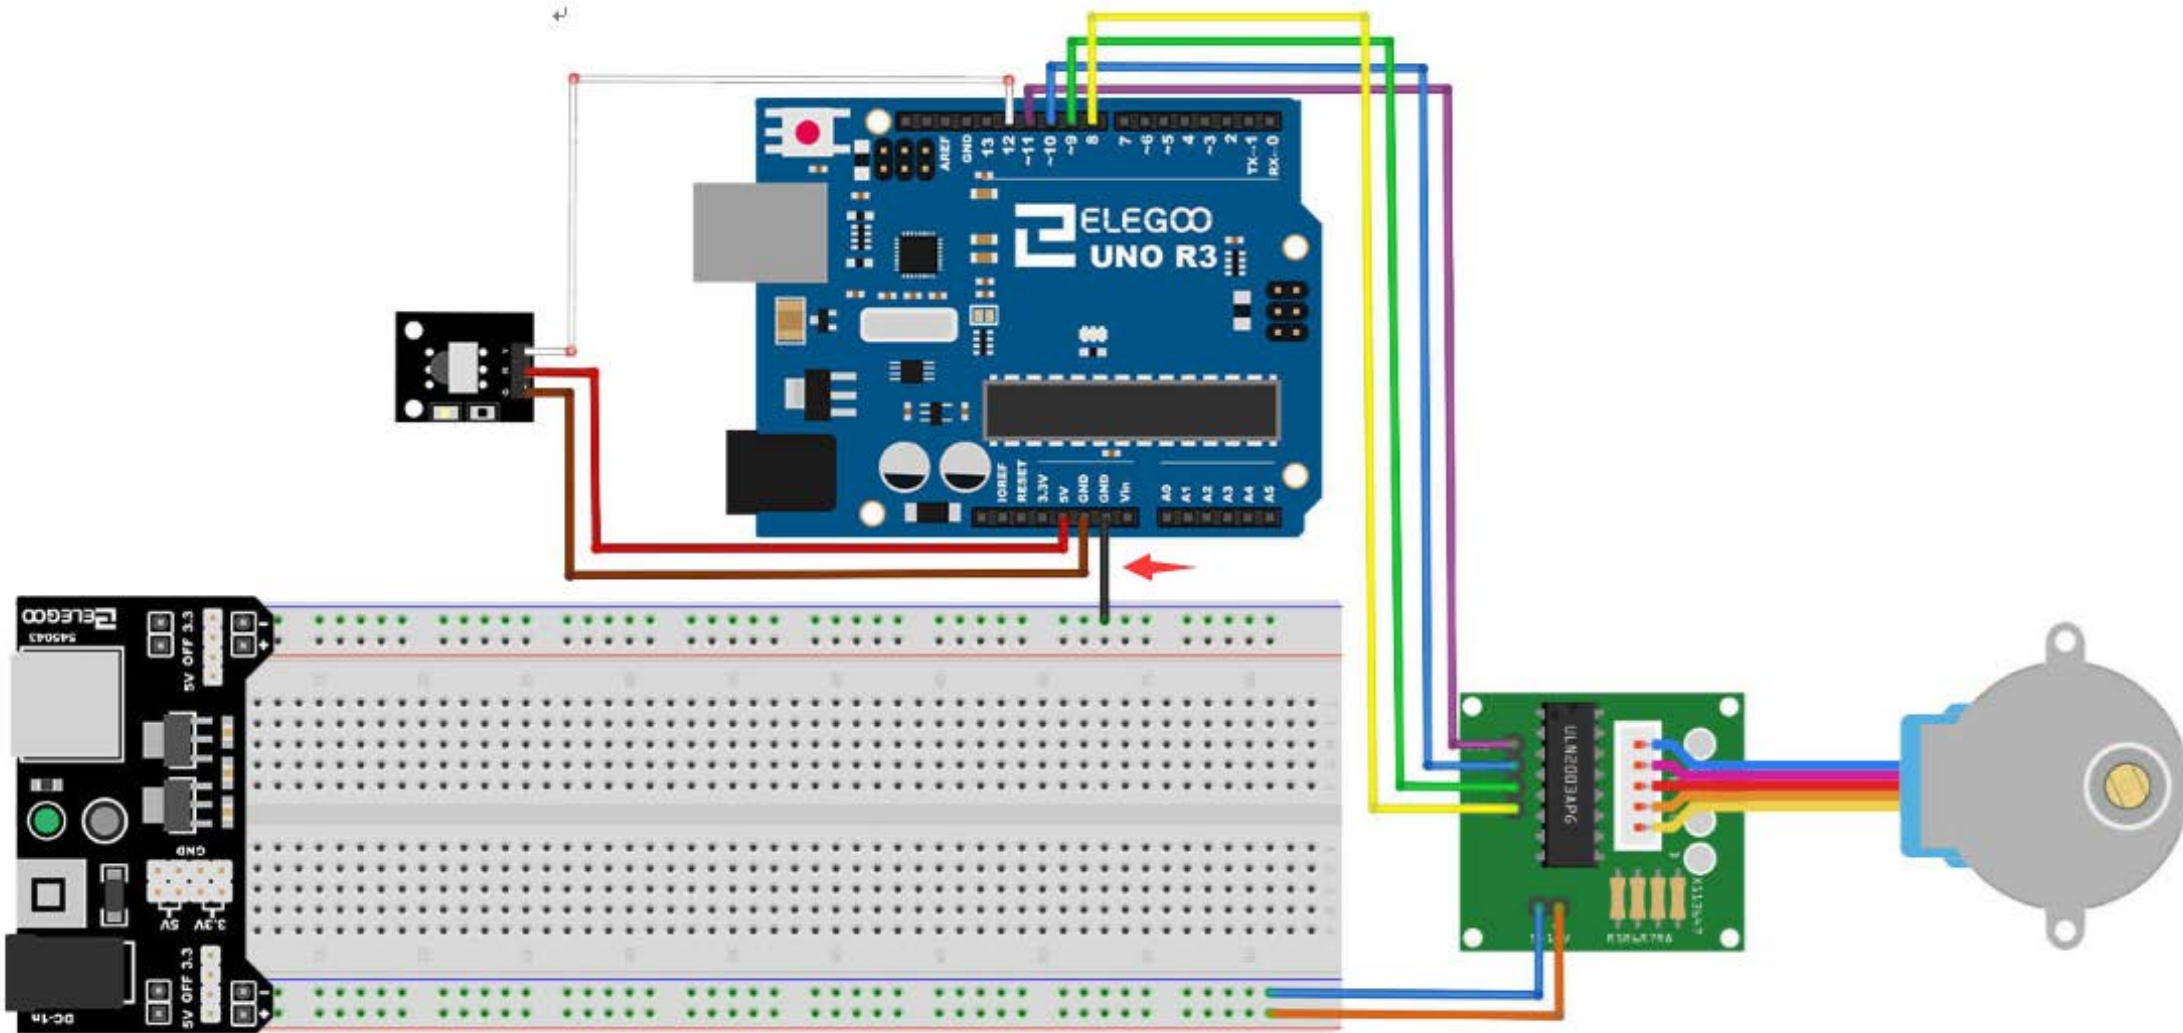 ↵
AREF
GND
13
12
~11
~10
~9
8
7
~6
~5
4
~3
2
TX→1
RX←0
ELEGOO
UNO R3
Y
R
G
IOREF
RESET
3.3V
5V
GND
GND
Vin
A0
A1
A2
A3
A4
A5
ELEGOO
545043
5V OFF 3.3
-
+
GND
5V
3.3V
5V OFF 3.3
-
+
DC-In
ULN2003APG